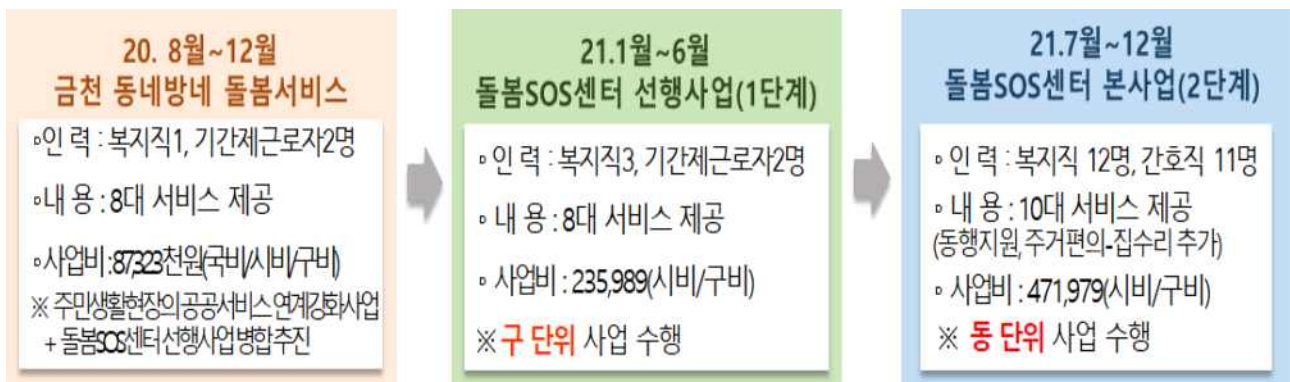 20. 8월~12월
금천 동네방네 돌봄서비스
▫인 력 : 복지직1, 기간제근로자2명
▫내 용 : 8대 서비스 제공
▫사업비 : 87,323천원(국비/시비/구비)
※ 주민생활현장의 공공서비스 연계강화사업
+ 돌봄SOS센터 선행사업 병합 추진
21.1월~6월
돌봄SOS센터 선행사업(1단계)
▫인 력 : 복지직3, 기간제근로자2명
▫내 용 : 8대 서비스 제공
▫사업비 : 235,989(시비/구비)
※ 구 단위 사업 수행
21.7월~12월
돌봄SOS센터 본사업(2단계)
▫인 력 : 복지직 12명, 간호직 11명
▫내 용 : 10대 서비스 제공
(동행지원, 주거편의-집수리 추가)
▫사업비 : 471,979(시비/구비)
※ 동 단위 사업 수행